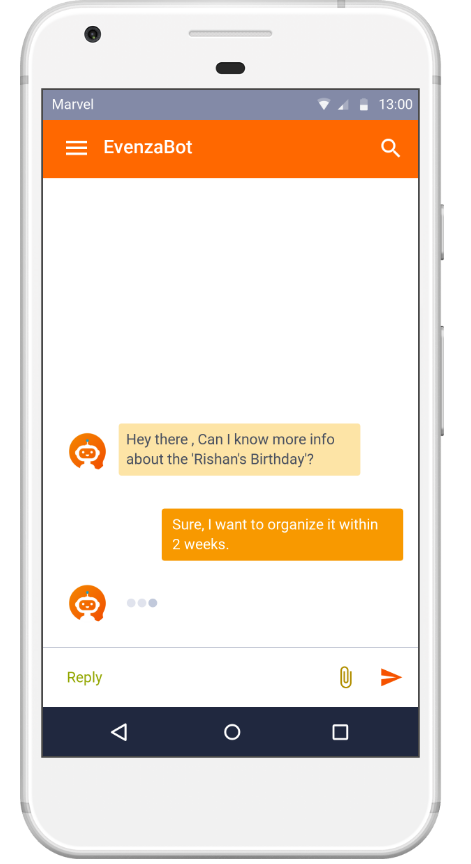 Marvel 13:00
EvenzaBot
Hey there , Can I know more info
about the 'Rishan's Birthday'?
Sure, I want to organize it within
2 weeks.
Reply